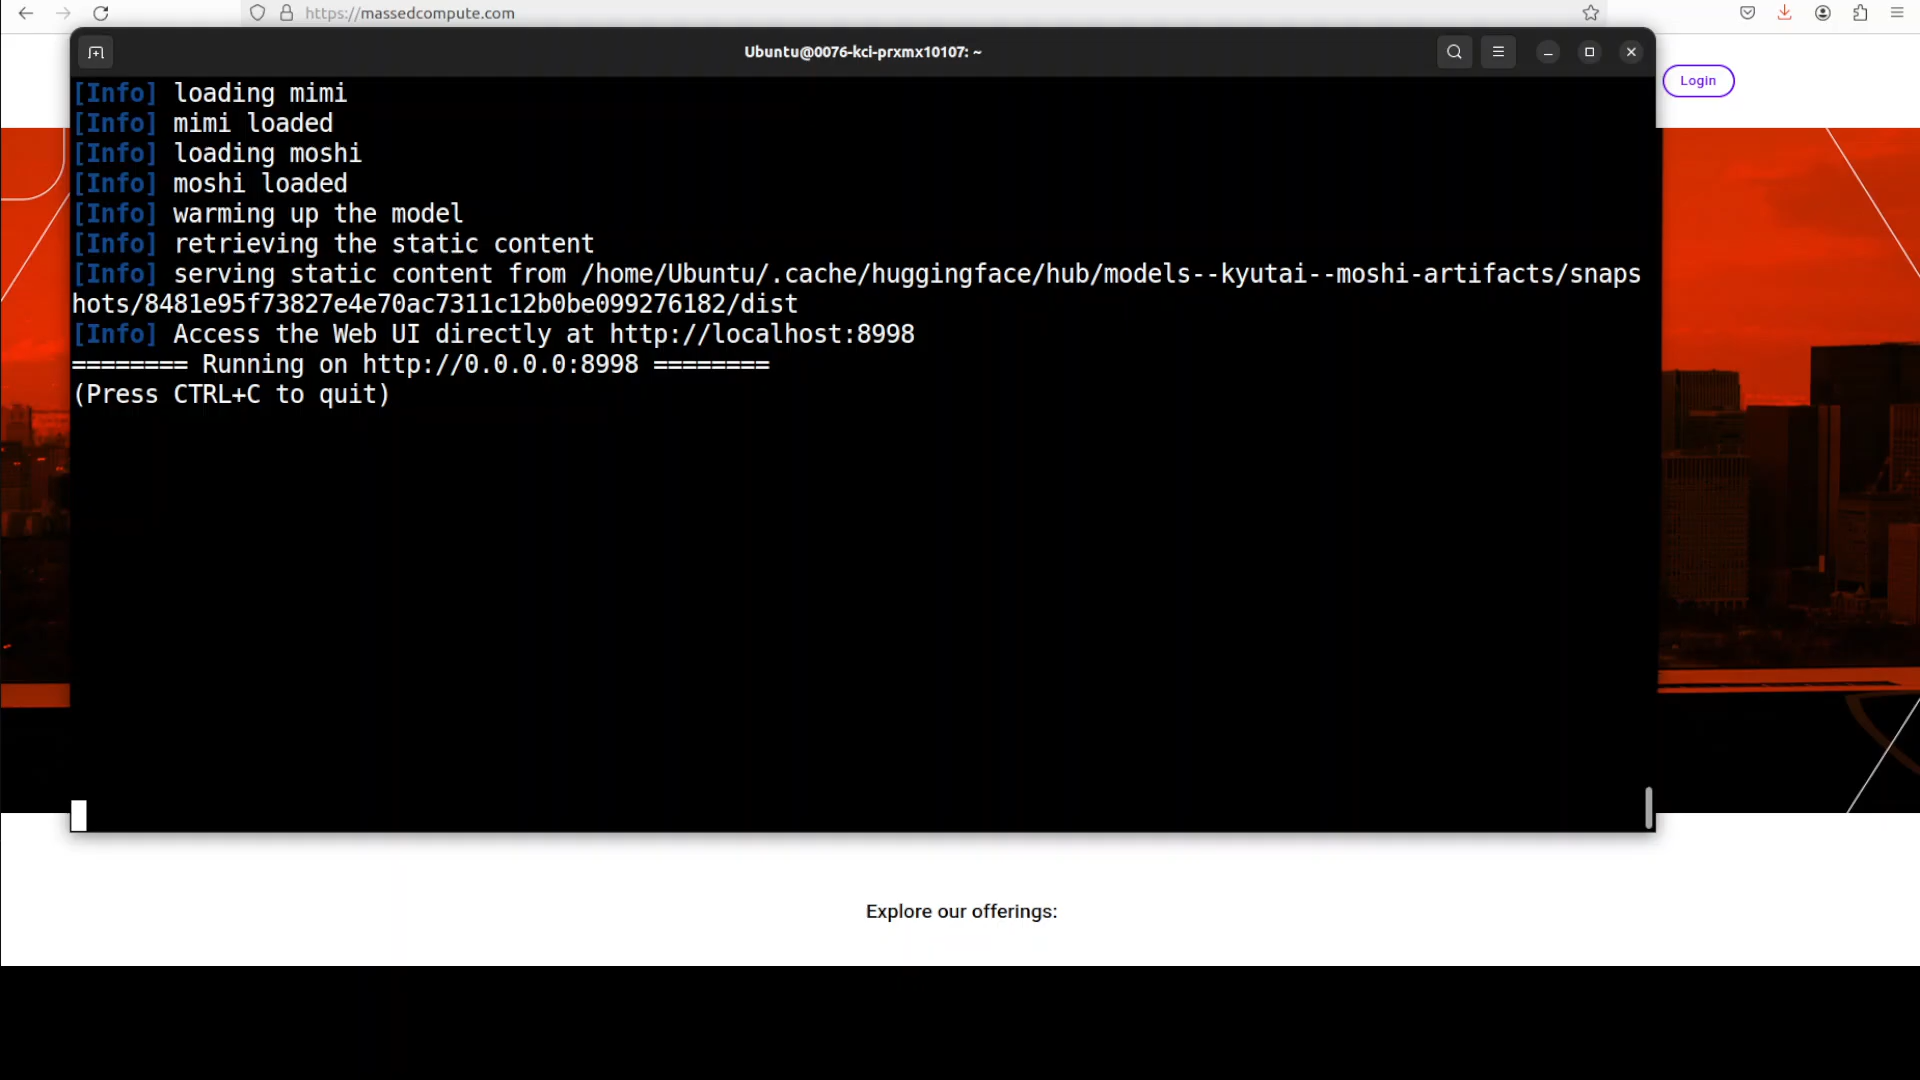 https://massedcompute.com
Ubuntu@0076-kci-prxmx10107: ~
Login
[Info] loading mimi
[Info] mimi loaded
[Info] loading moshi
[Info] moshi loaded
[Info] warming up the model
[Info] retrieving the static content
[Info] serving static content from /home/Ubuntu/.cache/huggingface/hub/models--kyutai--moshi-artifacts/snaps
hots/8481e95f73827e4e70ac7311c12b0be099276182/dist
[Info] Access the Web UI directly at http://localhost:8998
======== Running on http://0.0.0.0:8998 ========
(Press CTRL+C to quit)
Explore our offerings: